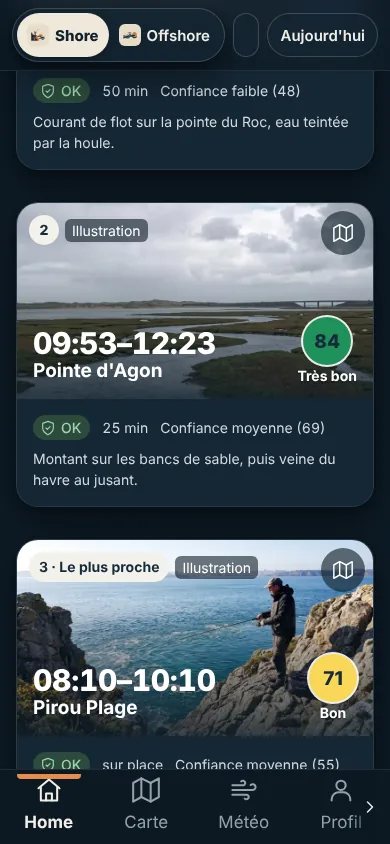 Shore
Offshore
Aujourd'hui
OK 50 min Confiance faible (48)
Courant de flot sur la pointe du Roc, eau teintée
par la houle.
2 Illustration
09:53–12:23
84
Pointe d'Agon
Très bon
OK 25 min Confiance moyenne (69)
Montant sur les bancs de sable, puis veine du
havre au jusant.
3 · Le plus proche Illustration
08:10–10:10
71
Pirou Plage
Bon
OK sur place Confiance moyenne (55)
Home Carte Météo Profil